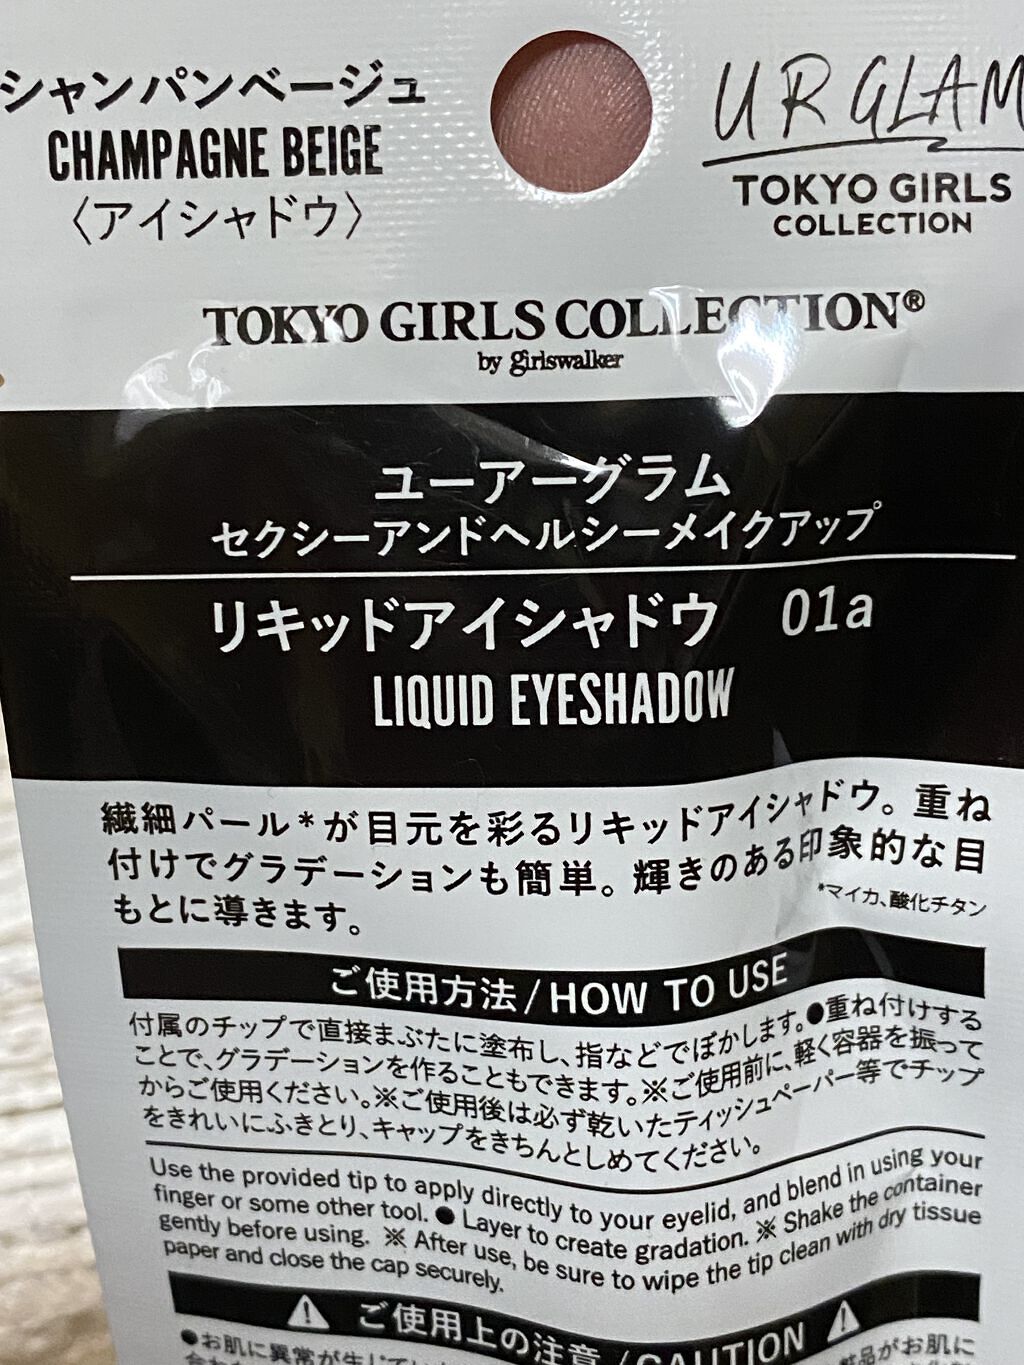 シャンパンベージュ
CHAMPAGNE BEIGE
〈アイシャドウ〉
UR GLAM
TOKYO GIRLS
COLLECTION
TOKYO GIRLS COLLECTION®
by girlswalker
ユーアーグラム
セクシーアンドヘルシーメイクアップ
リキッドアイシャドウ 01a
LIQUID EYESHADOW
繊細パール*が目元を彩るリキッドアイシャドウ。重ね
付けでグラデーションも簡単。輝きのある印象的な目
もとに導きます。
*マイカ、酸化チタン
ご使用方法/HOW TO USE
付属のチップで直接まぶたに塗布し、指などでぼかします。●重ね付けする
ことで、グラデーションを作ることもできます。※ご使用前に、軽く容器を振って
からご使用ください。※ご使用後は必ず乾いたティッシュペーパー等でチップ
をきれいにふきとり、キャップをきちんとしめてください。
Use the provided tip to apply directly to your eyelid, and blend in using your
finger or some other tool. ● Layer to create gradation. ※ Shake the container
gently before using. ※ After use, be sure to wipe the tip clean with dry tissue
paper and close the cap securely.
⚠ ご使用上の注意 /CAUTION ⚠
●お肌に異常が生じていな
品がお肌に